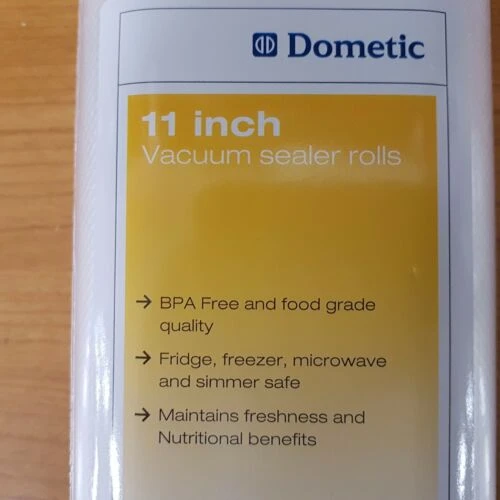 Dometic
11 inch
Vacuum sealer rolls
→ BPA Free and food grade
quality
→ Fridge, freezer, microwave
and simmer safe
→ Maintains freshness and
Nutritional benefits